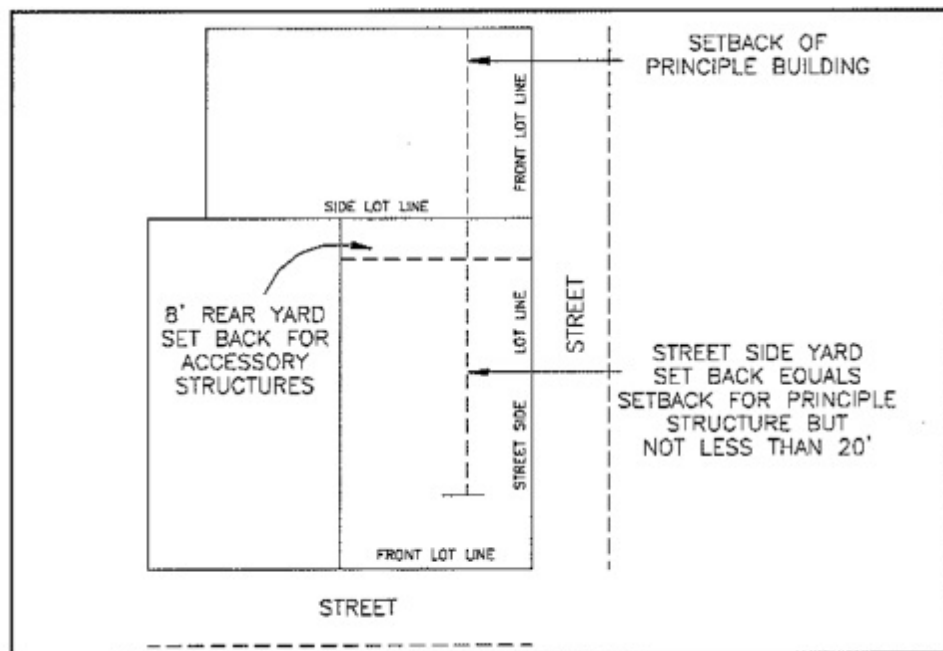 SETBACK OF
PRINCIPLE BUILDING
FRONT LOT LINE
SIDE LOT LINE
8' REAR YARD
SET BACK FOR
ACCESSORY
STRUCTURES
STREET SIDE LOT LINE
STREET
STREET SIDE YARD
SET BACK EQUALS
SETBACK FOR PRINCIPLE
STRUCTURE BUT
NOT LESS THAN 20'
FRONT LOT LINE
STREET